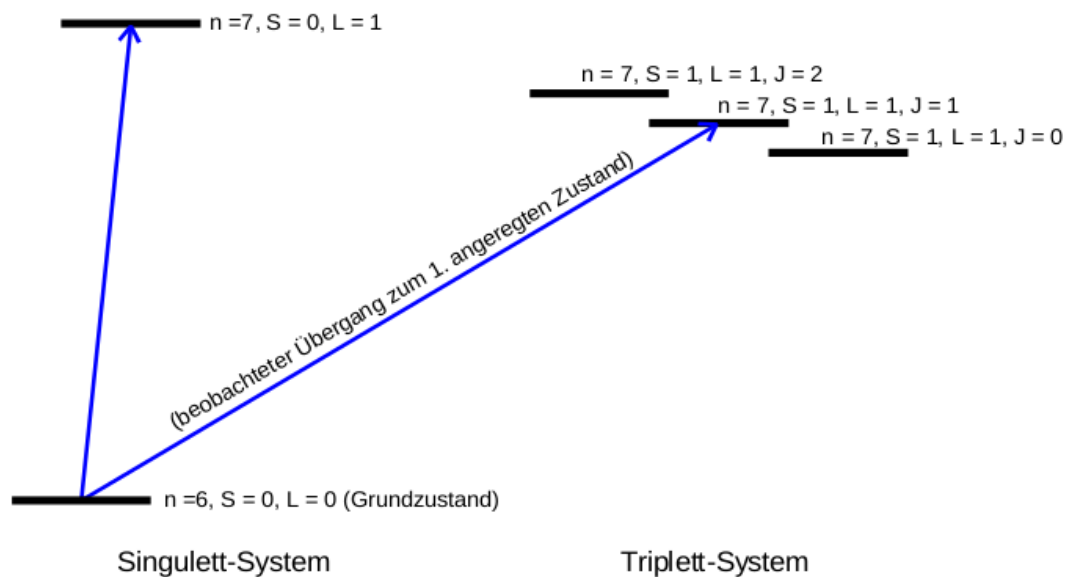 n =7, S = 0, L = 1
n = 7, S = 1, L = 1, J = 2
n = 7, S = 1, L = 1, J = 1
n = 7, S = 1, L = 1, J = 0
(beobachteter Übergang zum 1. angeregten Zustand)
n =6, S = 0, L = 0 (Grundzustand)
Singulett-System
Triplett-System